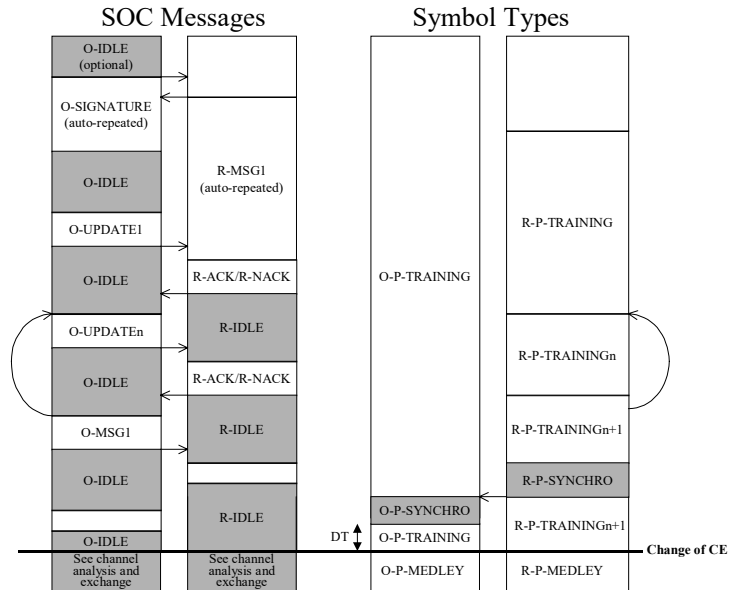 SOC Messages
Symbol Types
O-IDLE
(optional)
O-SIGNATURE
(auto-repeated)
O-IDLE
O-UPDATE1
O-IDLE
O-UPDATEn
O-IDLE
O-MSG1
O-IDLE
O-IDLE
See channel
analysis and
exchange
R-MSG1
(auto-repeated)
R-ACK/R-NACK
R-IDLE
R-ACK/R-NACK
R-IDLE
R-IDLE
See channel
analysis and
exchange
O-P-TRAINING
O-P-SYNCHRO
DT
O-P-TRAINING
O-P-MEDLEY
R-P-TRAINING
R-P-TRAININGn
R-P-TRAININGn+1
R-P-SYNCHRO
R-P-TRAININGn+1
R-P-MEDLEY
Change of CE